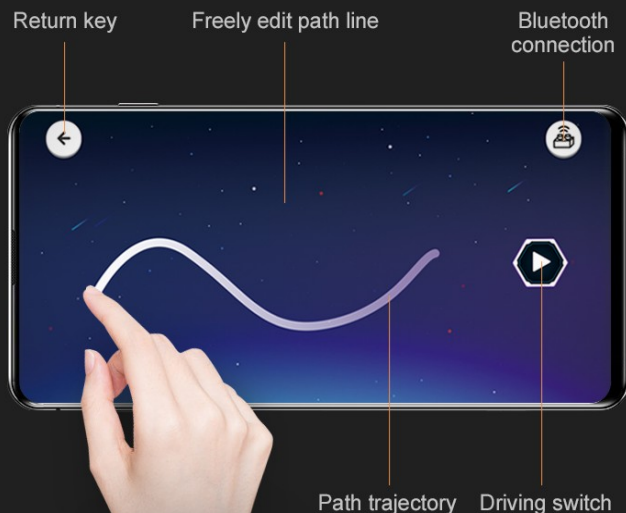 Return key
Freely edit path line
Bluetooth
connection
Path trajectory
Driving switch